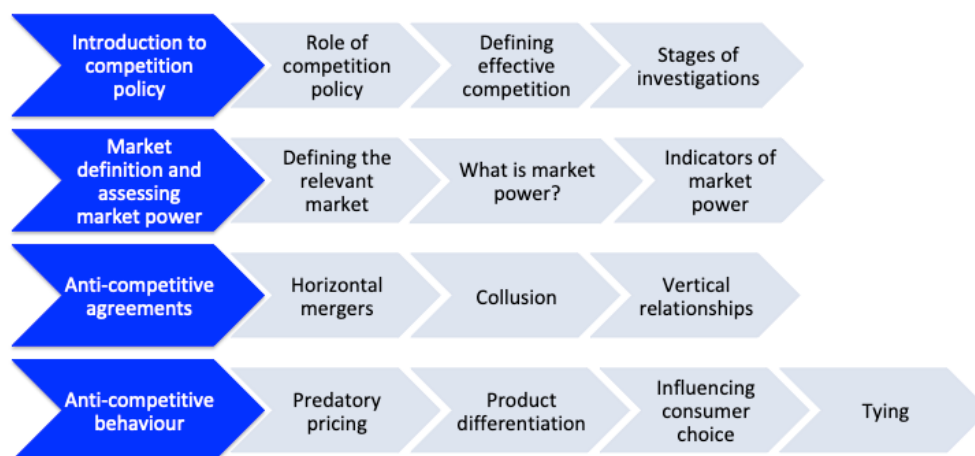 Introduction to
competition
policy
Role of
competition
policy
Defining
effective
competition
Stages of
investigations
Market
definition and
assessing
market power
Defining the
relevant
market
What is market
power?
Indicators of
market
power
Anti-competitive
agreements
Horizontal
mergers
Collusion
Vertical
relationships
Anti-competitive
behaviour
Predatory
pricing
Product
differentiation
Influencing
consumer
choice
Tying